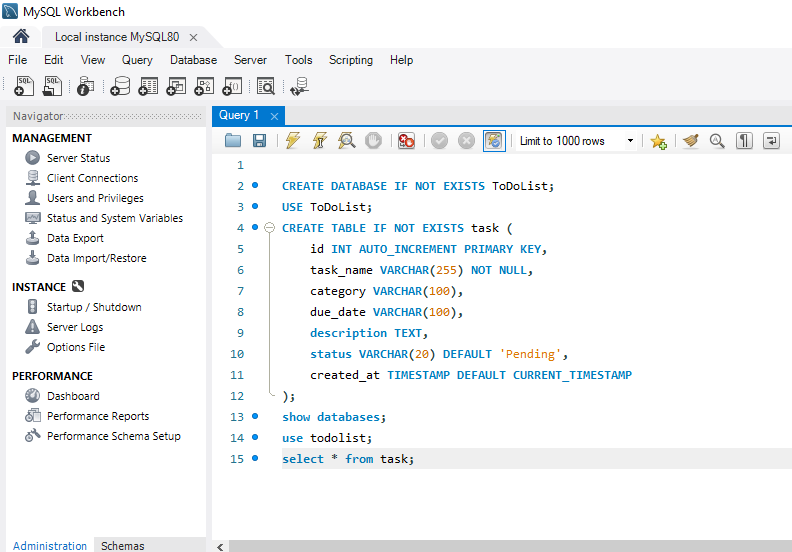 MySQL Workbench
Local instance MySQL80
File Edit View Query Database Server Tools Scripting Help
Navigator
MANAGEMENT
Server Status
Client Connections
Users and Privileges
Status and System Variables
Data Export
Data Import/Restore
INSTANCE
Startup / Shutdown
Server Logs
Options File
PERFORMANCE
Dashboard
Performance Reports
Performance Schema Setup
Administration Schemas
Query 1
Limit to 1000 rows
1
2 CREATE DATABASE IF NOT EXISTS ToDoList;
3 USE ToDoList;
4 CREATE TABLE IF NOT EXISTS task (
5 id INT AUTO_INCREMENT PRIMARY KEY,
6 task_name VARCHAR(255) NOT NULL,
7 category VARCHAR(100),
8 due_date VARCHAR(100),
9 description TEXT,
10 status VARCHAR(20) DEFAULT 'Pending',
11 created_at TIMESTAMP DEFAULT CURRENT_TIMESTAMP
12 );
13 show databases;
14 use todolist;
15 select * from task;